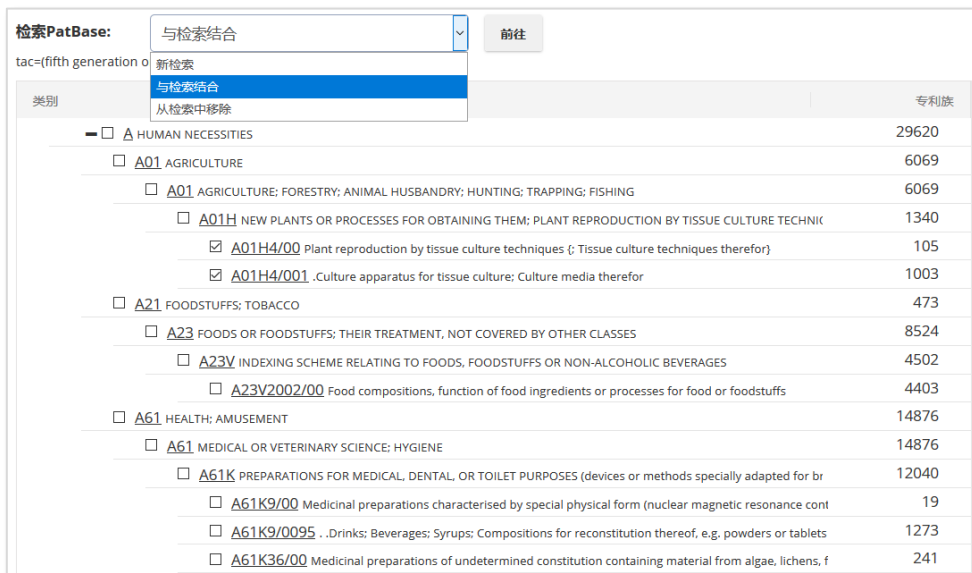 检索PatBase:
与检索结合
前往
tac=(fifth generation o
新检索
与检索结合
从检索中移除
类别
专利族
A HUMAN NECESSITIES 29620
A01 AGRICULTURE 6069
A01 AGRICULTURE; FORESTRY; ANIMAL HUSBANDRY; HUNTING; TRAPPING; FISHING 6069
A01H NEW PLANTS OR PROCESSES FOR OBTAINING THEM; PLANT REPRODUCTION BY TISSUE CULTURE TECHNI 1340
A01H4/00 Plant reproduction by tissue culture techniques {; Tissue culture techniques therefor} 105
A01H4/001 .Culture apparatus for tissue culture; Culture media therefor 1003
A21 FOODSTUFFS; TOBACCO 473
A23 FOODS OR FOODSTUFFS; THEIR TREATMENT, NOT COVERED BY OTHER CLASSES 8524
A23V INDEXING SCHEME RELATING TO FOODS, FOODSTUFFS OR NON-ALCOHOLIC BEVERAGES 4502
A23V2002/00 Food compositions, function of food ingredients or processes for food or foodstuffs 4403
A61 HEALTH; AMUSEMENT 14876
A61 MEDICAL OR VETERINARY SCIENCE; HYGIENE 14876
A61K PREPARATIONS FOR MEDICAL, DENTAL, OR TOILET PURPOSES (devices or methods specially adapted for br 12040
A61K9/00 Medicinal preparations characterised by special physical form (nuclear magnetic resonance cont 19
A61K9/0095 . .Drinks; Beverages; Syrups; Compositions for reconstitution thereof, e.g. powders or tablets 1273
A61K36/00 Medicinal preparations of undetermined constitution containing material from algae, lichens, f 241